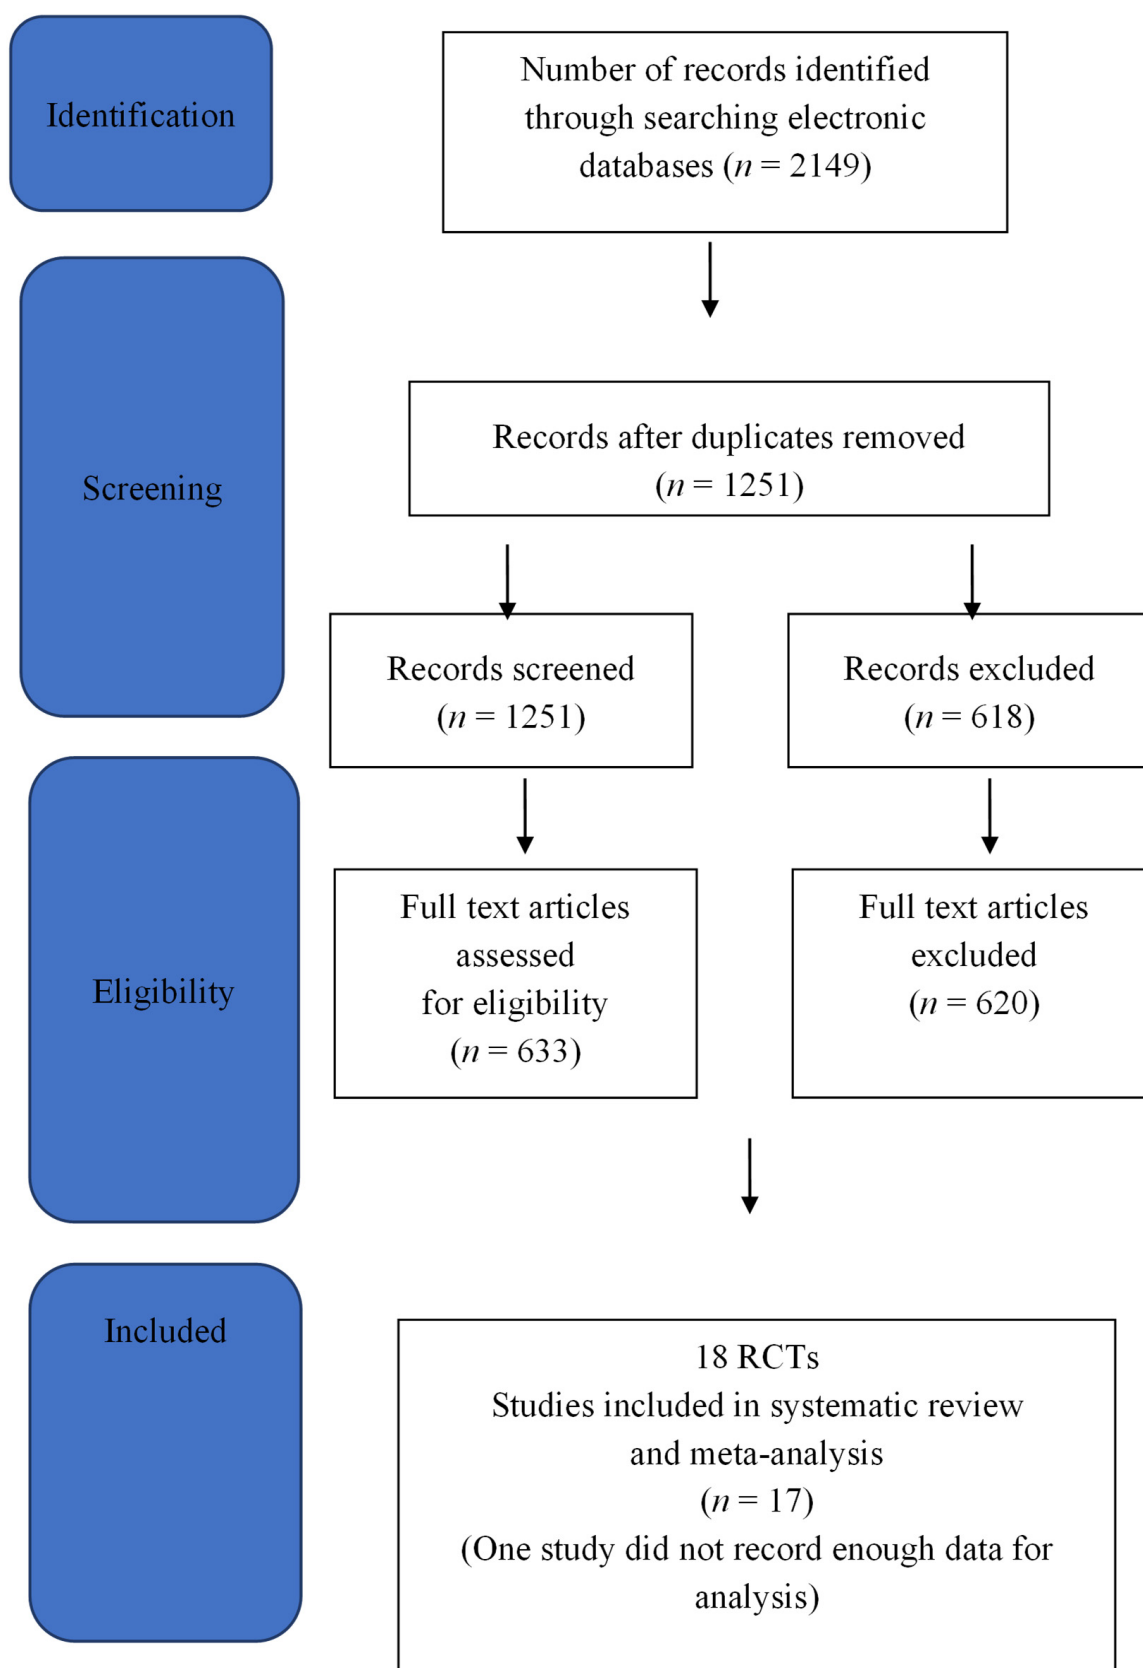 Identification
Number of records identified
through searching electronic
databases (n = 2149)
Screening
Records after duplicates removed
(n = 1251)
Records screened
(n = 1251)
Records excluded
(n = 618)
Eligibility
Full text articles
assessed
for eligibility
(n = 633)
Full text articles
excluded
(n = 620)
Included
18 RCTs
Studies included in systematic review
and meta-analysis
(n = 17)
(One study did not record enough data for
analysis)